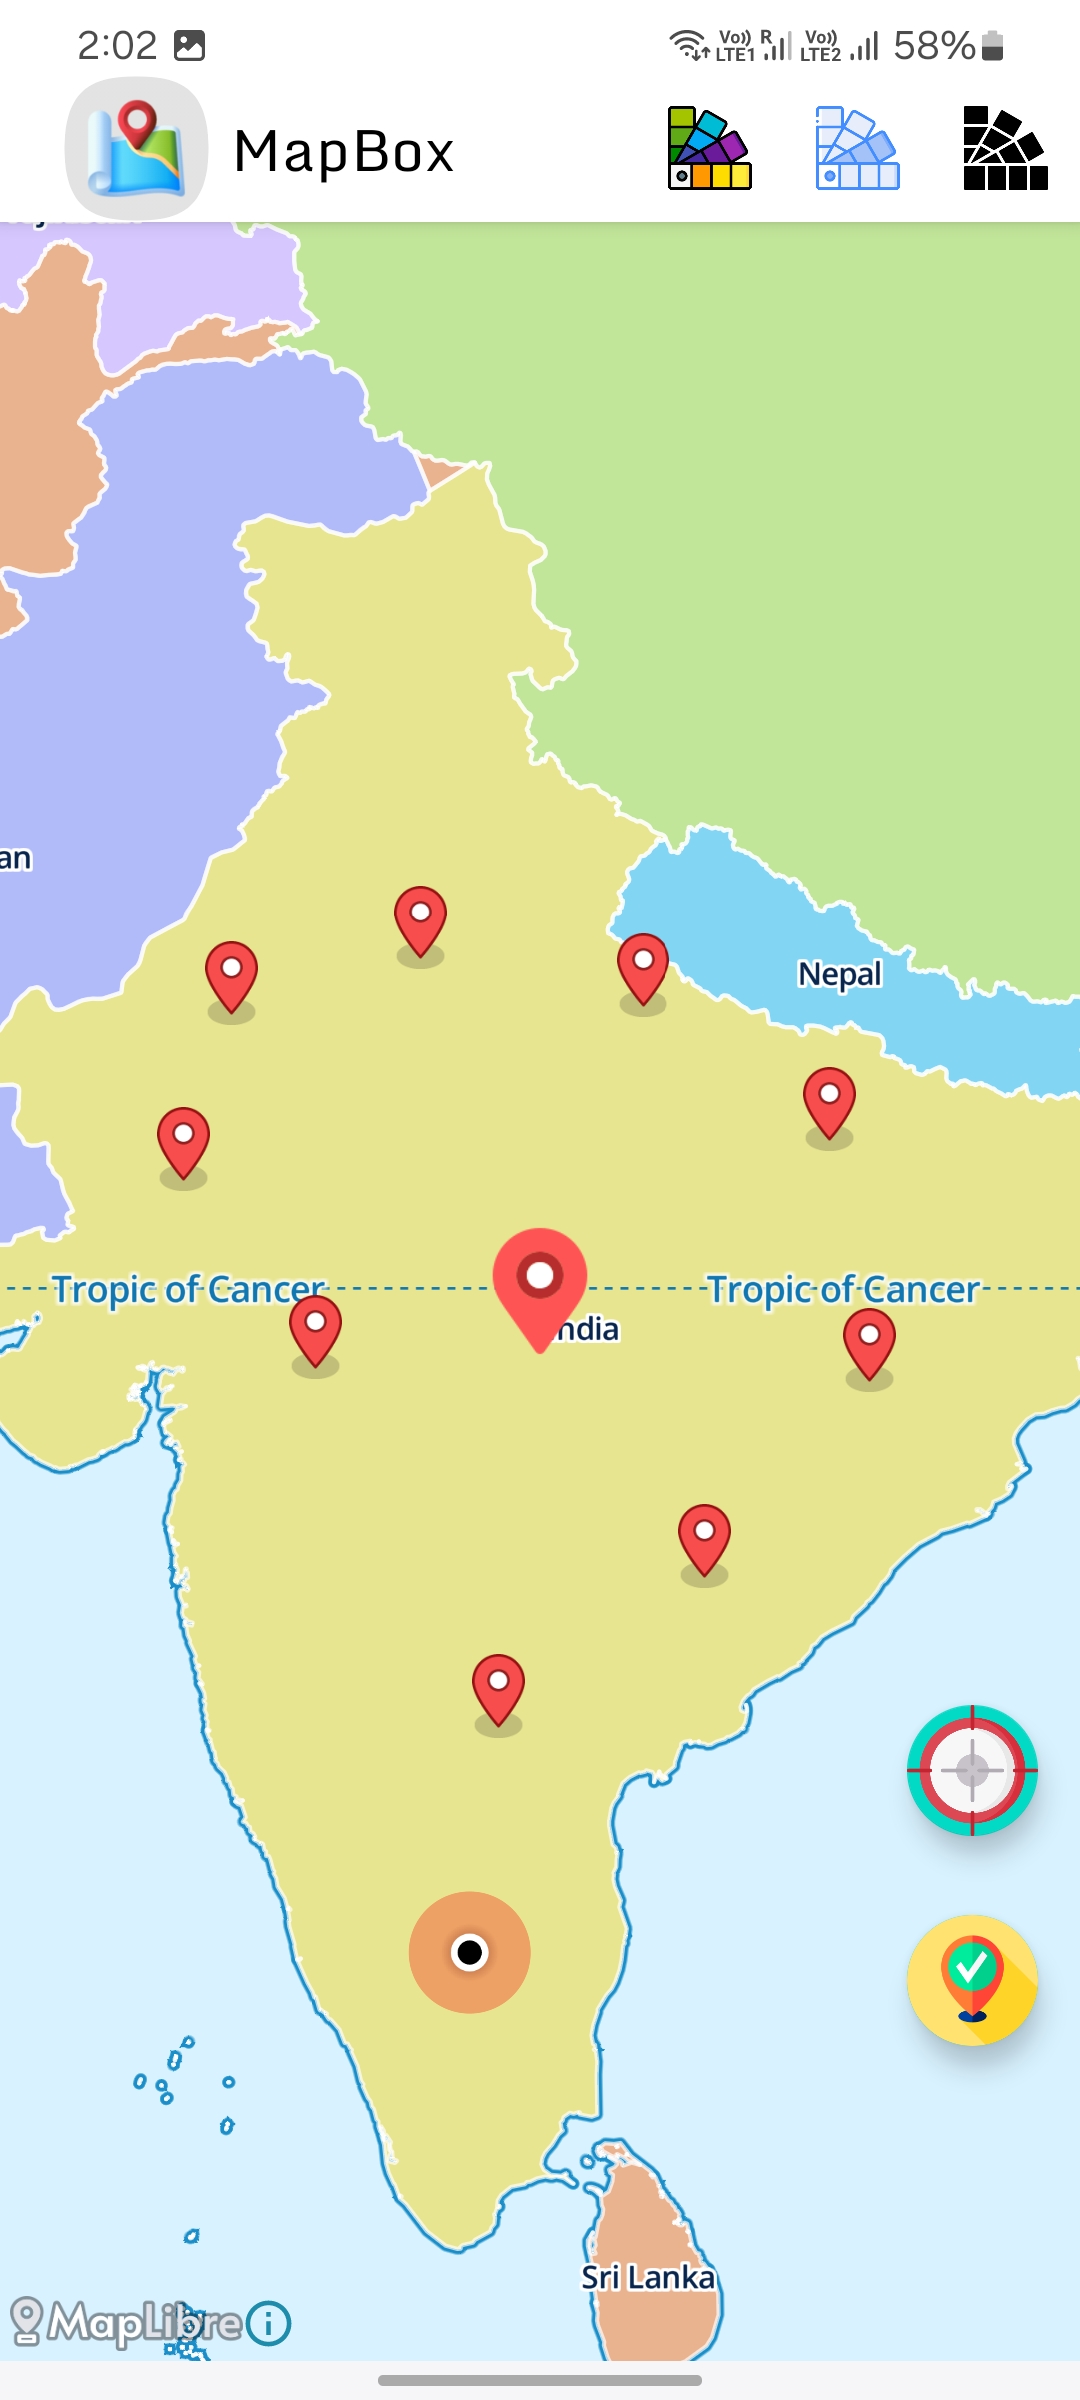 2:02
Vo)) R Vo)) 58%
LTE1 LTE2
MapBox
an
Nepal
Tropic of Cancer Tropic of Cancer
ndia
Sri Lanka
MapLibre